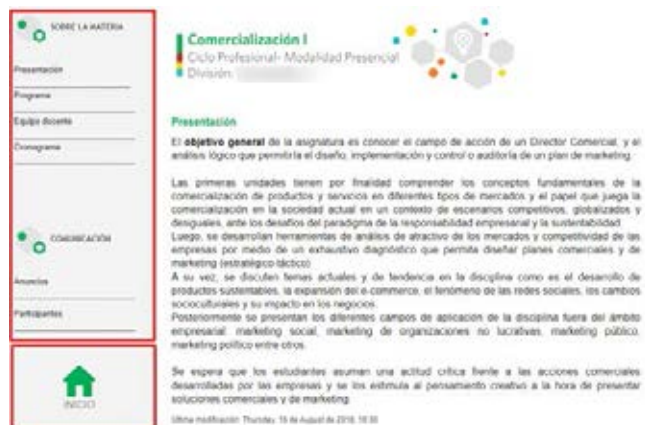 SOBRE LA MATERIA
Presentación
Programa
Equipo docente
Cronograma
COMUNICACIÓN
Anuncios
Participantes
INICIO
Comercialización I
Ciclo Profesional- Modalidad Presencial
División:
Presentación
El objetivo general de la asignatura es conocer el campo de acción de un Director Comercial, y el
análisis lógico que permitiría el diseño, implementación y control o auditoría de un plan de marketing.
Las primeras unidades tienen por finalidad comprender los conceptos fundamentales de la
comercialización de productos y servicios en diferentes tipos de mercados y el papel que juega la
comercialización en la sociedad actual en un contexto de escenarios competitivos, globalizados y
desiguales, ante los desafíos del paradigma de la responsabilidad empresarial y la sustentabilidad.
Luego, se desarrollan herramientas de análisis de atractivo de los mercados y competitividad de las
empresas por medio de un exhaustivo diagnóstico que permita diseñar planes comerciales y de
marketing (estratégico táctico)
A su vez, se discuten temas actuales y de tendencia en la disciplina como es el desarrollo de
productos sustentables, la expansión del e-commerce, el fenómeno de las redes sociales, los cambios
socioculturales y su impacto en los negocios.
Posteriormente se presentan los diferentes campos de aplicación de la disciplina fuera del ámbito
empresarial: marketing social, marketing de organizaciones no lucrativas, marketing público,
marketing político entre otros.
Se espera que los estudiantes asuman una actitud crítica frente a las acciones comerciales
desarrolladas por las empresas y se los estimula al pensamiento creativo a la hora de presentar
soluciones comerciales y de marketing.
Última modificación: Thursday, 16 de August de 2018, 18:30